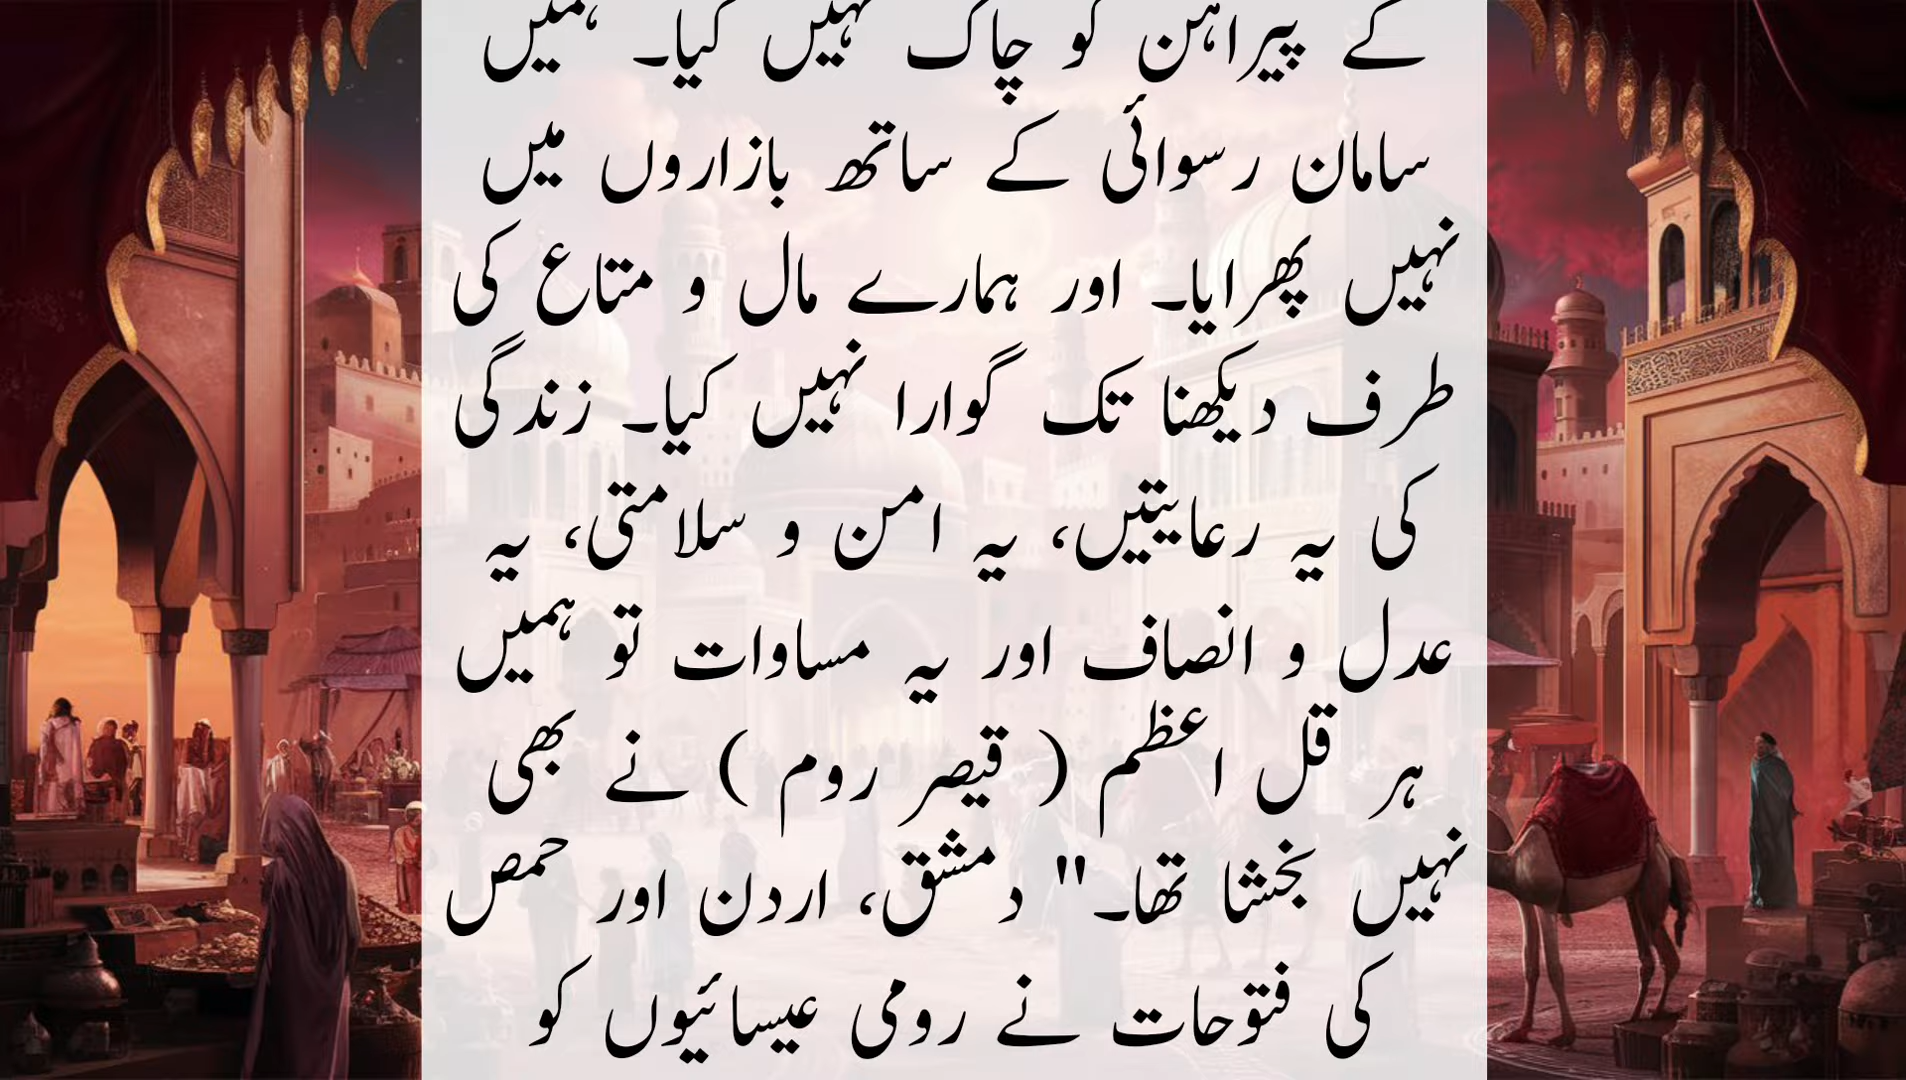 کے پیراہن کو چاک نہیں کیا۔ ہمیں
سامان رسوائی کے ساتھ بازاروں میں
نہیں پھرایا۔ اور ہمارے مال و متاع کی
طرف دیکھنا تک گوارا نہیں کیا۔ زندگی
کی یہ رعایتیں، یہ امن و سلامتی، یہ
عدل و انصاف اور یہ مساوات تو ہمیں
ہر قل اعظم ( قیصر روم ) نے بھی
نہیں بخشا تھا۔" دمشق، اردن اور حمص
کی فتوحات نے رومی عیسائیوں کو